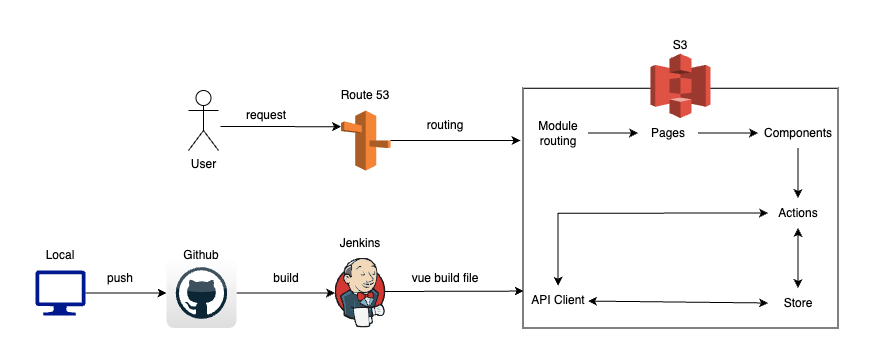 S3
Route 53
request
routing
User
Module
routing
Pages
Components
Actions
Local
Github
Jenkins
push
build
vue build file
API Client
Store